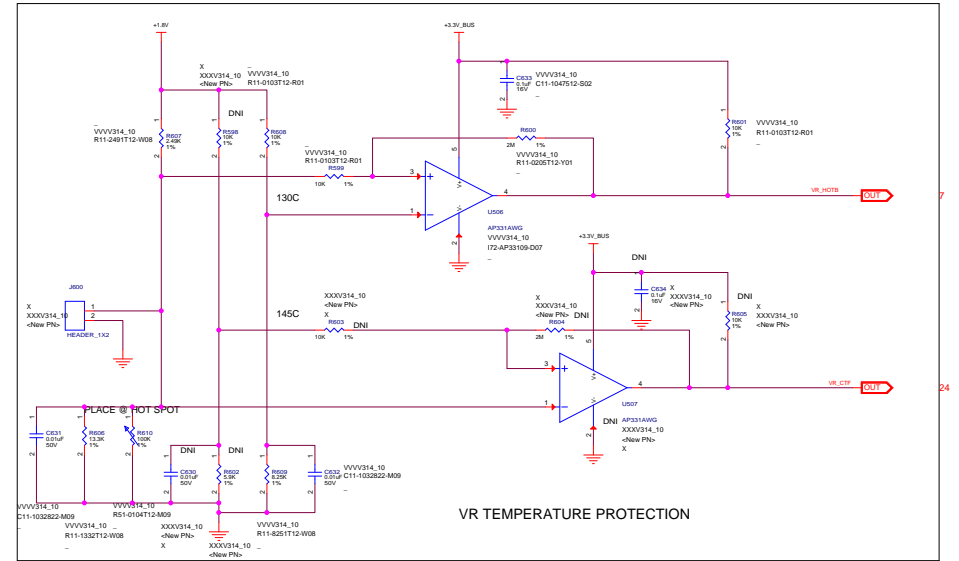 +1.8V
+3.3V_BUS
X
XXXV314_10
<New PN>
_
VVVV314_10
R11-0103T12-R01
C633
0.1uF
16V
VVVV314_10
C11-1047512-S02
_
DNI
_
VVVV314_10
R11-2491T12-W08
R607
2.49K
1%
R598
10K
1%
R608
10K
1%
R601
10K
1%
_
VVVV314_10
R11-0103T12-R01
R600
2M
1%
VVVV314_10
R11-0205T12-Y01
_
_
VVVV314_10
R11-0103T12-R01
R599
10K
1%
130C
3
1
5
V+
V-
2
4
U506
AP331AWG
VVVV314_10
I72-AP33109-D07
_
VR_HOTB
OUT
7
+3.3V_BUS
DNI
C634
0.1uF
16V
X
XXXV314_10
<New PN>
DNI
R605
10K
1%
X
XXXV314_10
<New PN>
J600
X
XXXV314_10
<New PN>
1
2
HEADER_1X2
145C
XXXV314_10
<New PN>
X
R603
DNI
10K
1%
X
XXXV314_10
<New PN>
R604
DNI
2M
1%
3
1
5
V+
V-
2
4
U507
DNI
AP331AWG
XXXV314_10
<New PN>
X
VR_CTF
OUT
24
PLACE @ HOT SPOT
C631
0.01uF
50V
R606
13.3K
1%
R610
100K
1%
DNI
C630
0.01uF
50V
DNI
R602
5.9K
1%
R609
8.25K
1%
C632
0.01uF
50V
VVVV314_10
C11-1032822-M09
_
VVVV314_10
C11-1032822-M09
_
VVVV314_10
R11-1332T12-W08
_
VVVV314_10
R51-0104T12-M09
_
XXXV314_10
<New PN>
X
XXXV314_10
<New PN>
VVVV314_10
R11-8251T12-W08
_
VR TEMPERATURE PROTECTION